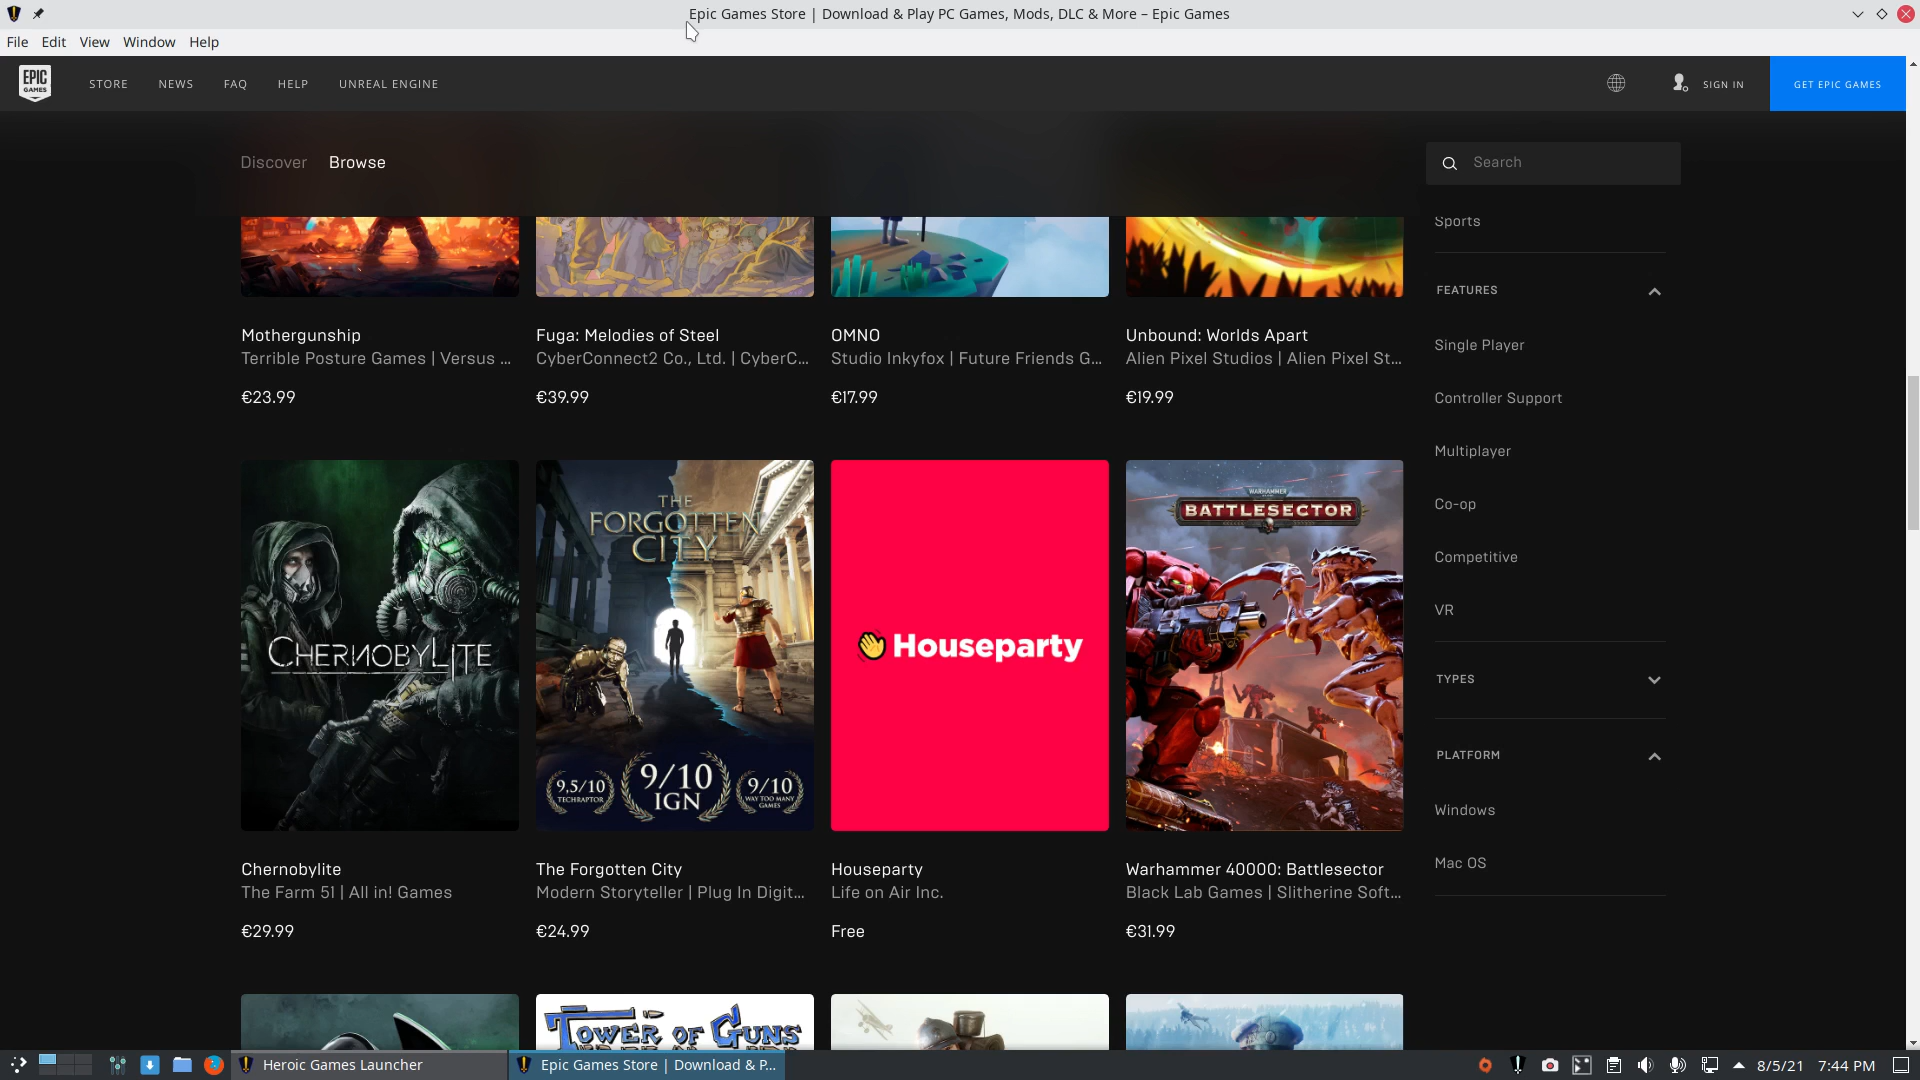 Epic Games Store | Download & Play PC Games, Mods, DLC & More – Epic Games
File Edit View Window Help
EPIC
GAMES
STORE NEWS FAQ HELP UNREAL ENGINE SIGN IN GET EPIC GAMES
Discover Browse Search
Sports
FEATURES
Single Player
Controller Support
Multiplayer
Co-op
Competitive
VR
TYPES
PLATFORM
Windows
Mac OS
Mothergunship
Terrible Posture Games | Versus ...
€23.99
Fuga: Melodies of Steel
CyberConnect2 Co., Ltd. | CyberC...
€39.99
OMNO
Studio Inkyfox | Future Friends G...
€17.99
Unbound: Worlds Apart
Alien Pixel Studios | Alien Pixel St...
€19.99
CHERNOBYLITE
Chernobylite
The Farm 51 | All in! Games
€29.99
THE
FORGOTTEN
CITY
9,5/10
TECHRAPTOR
9/10
IGN
9/10
WAY TOO MANY
GAMES
The Forgotten City
Modern Storyteller | Plug In Digit...
€24.99
Houseparty
Houseparty
Life on Air Inc.
Free
WARHAMMER
BATTLESECTOR
Warhammer 40000: Battlesector
Black Lab Games | Slitherine Soft...
€31.99
TOWER OF GUNS
Heroic Games Launcher
Epic Games Store | Download & P...
8/5/21 7:44 PM